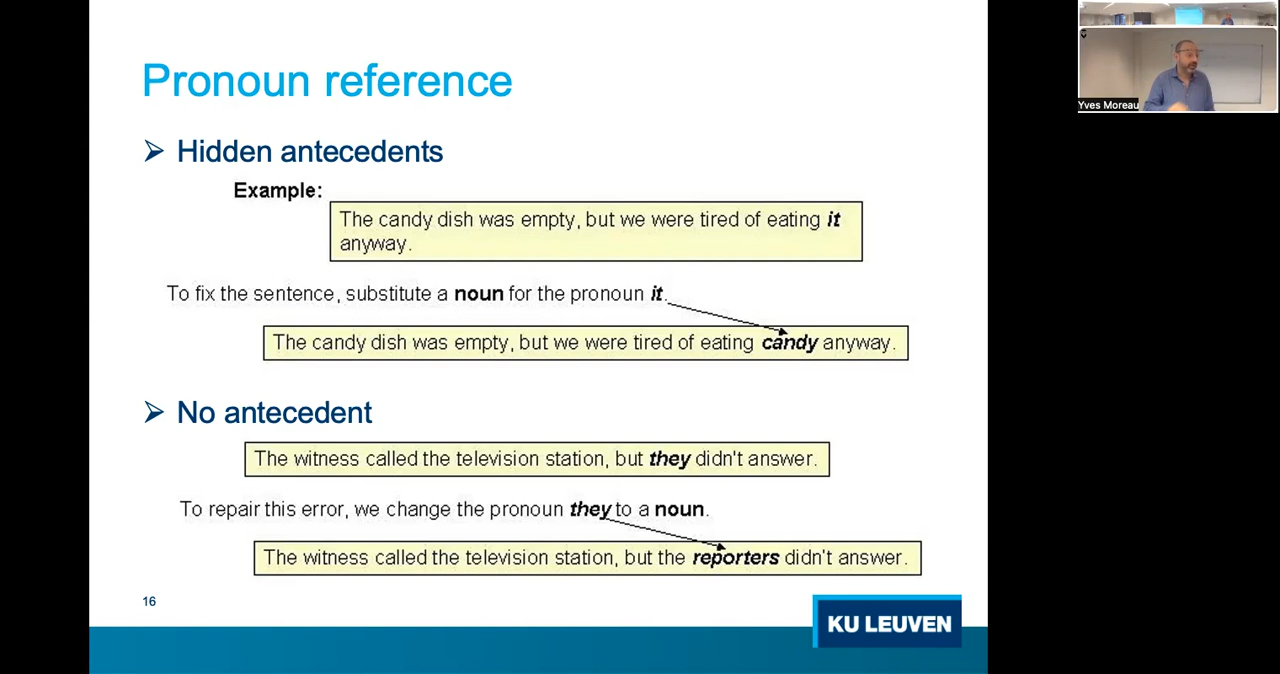 Pronoun reference
Hidden antecedents
Example:
The candy dish was empty, but we were tired of eating it
anyway.
To fix the sentence, substitute a noun for the pronoun it.
The candy dish was empty, but we were tired of eating candy anyway.
No antecedent
The witness called the television station, but they didn't answer.
To repair this error, we change the pronoun they to a noun.
The witness called the television station, but the reporters didn't answer.
16
KU LEUVEN
Yves Moreau